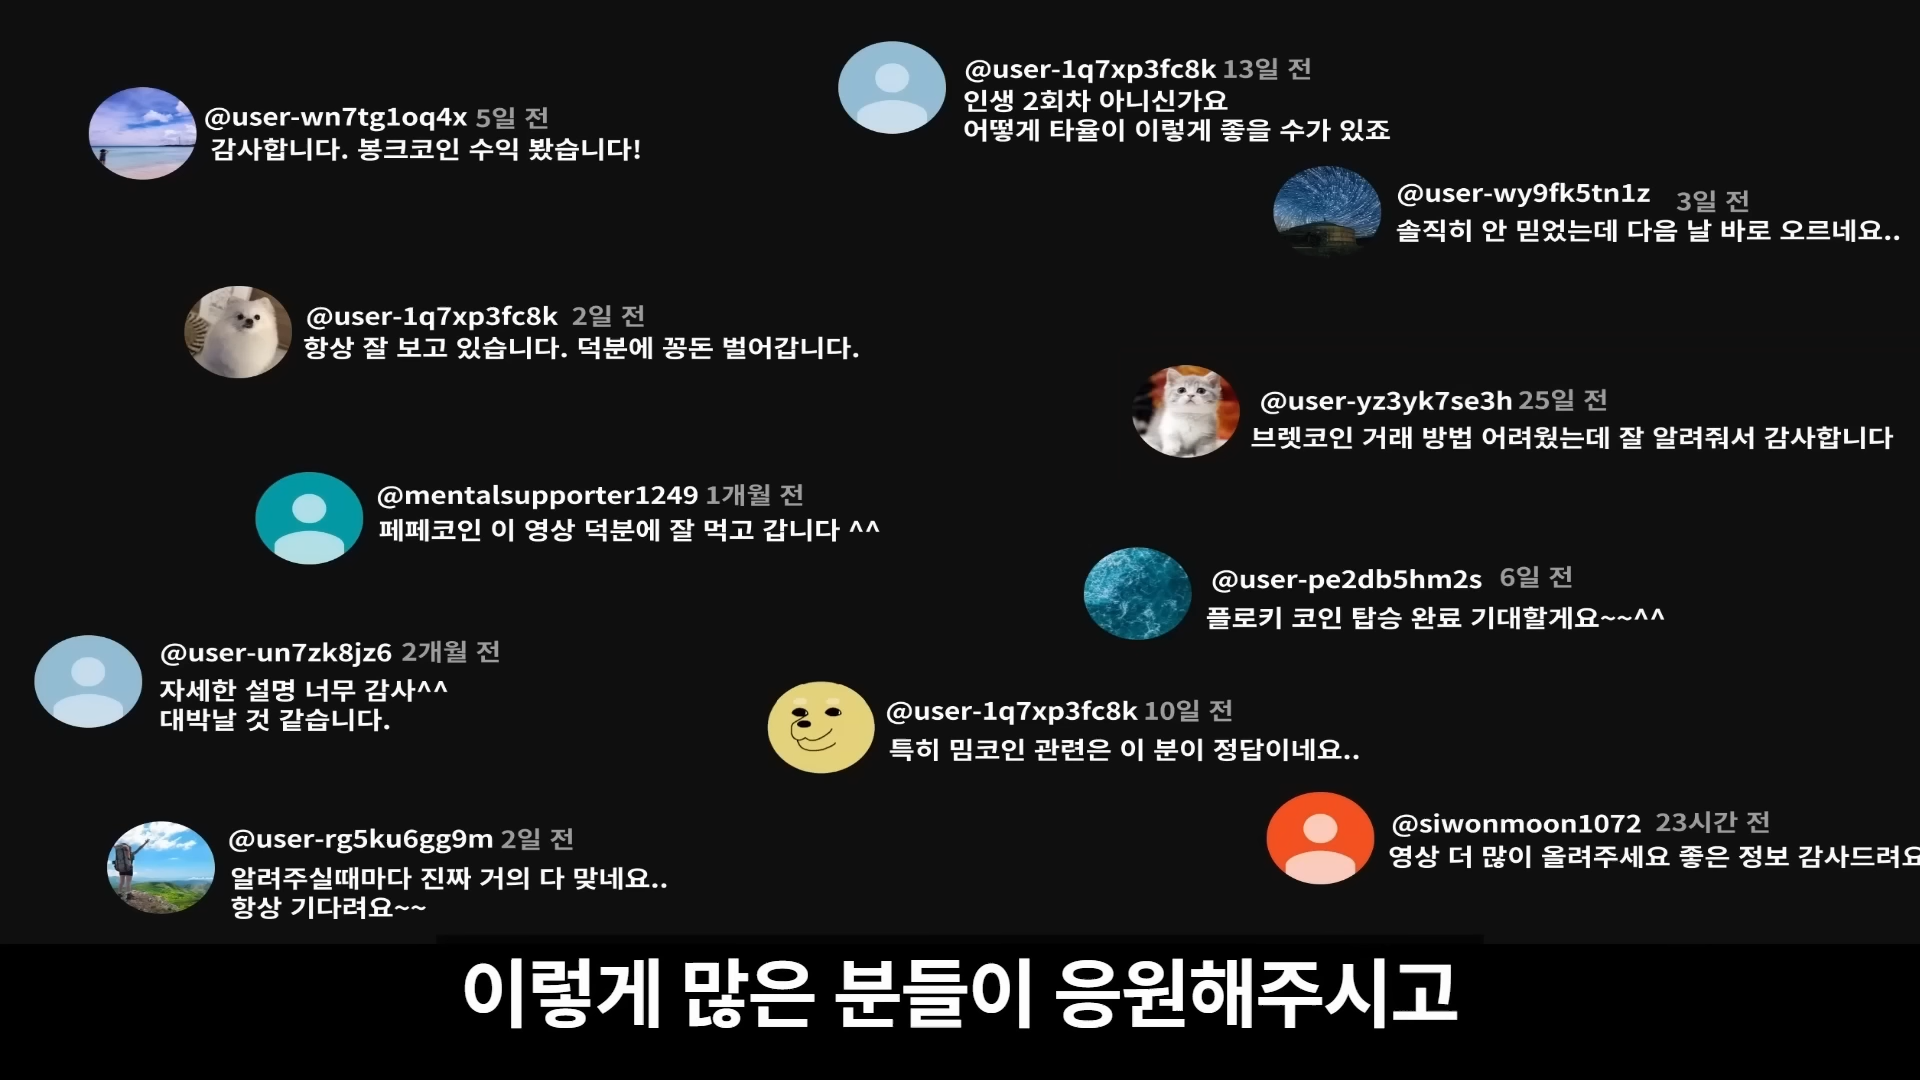 @user-wn7tg1oq4x 5일 전
감사합니다. 봉크코인 수익 봤습니다!
@user-1q7xp3fc8k 13일 전
인생 2회차 아니신가요
어떻게 타율이 이렇게 좋을 수가 있죠
@user-wy9fk5tn1z 3일 전
솔직히 안 믿었는데 다음 날 바로 오르네요..
@user-1q7xp3fc8k 2일 전
항상 잘 보고 있습니다. 덕분에 꽁돈 벌어갑니다.
@user-yz3yk7se3h 25일 전
브렛코인 거래 방법 어려웠는데 잘 알려줘서 감사합니다
@mentalsupporter1249 1개월 전
페페코인 이 영상 덕분에 잘 먹고 갑니다 ^^
@user-pe2db5hm2s 6일 전
플로키 코인 탑승 완료 기대할게요~~^^
@user-un7zk8jz6 2개월 전
자세한 설명 너무 감사^^
대박날 것 같습니다.
@user-1q7xp3fc8k 10일 전
특히 밈코인 관련은 이 분이 정답이네요..
@siwonmoon1072 23시간 전
영상 더 많이 올려주세요 좋은 정보 감사드려요
@user-rg5ku6gg9m 2일 전
알려주실때마다 진짜 거의 다 맞네요..
항상 기다려요~~
이렇게 많은 분들이 응원해주시고